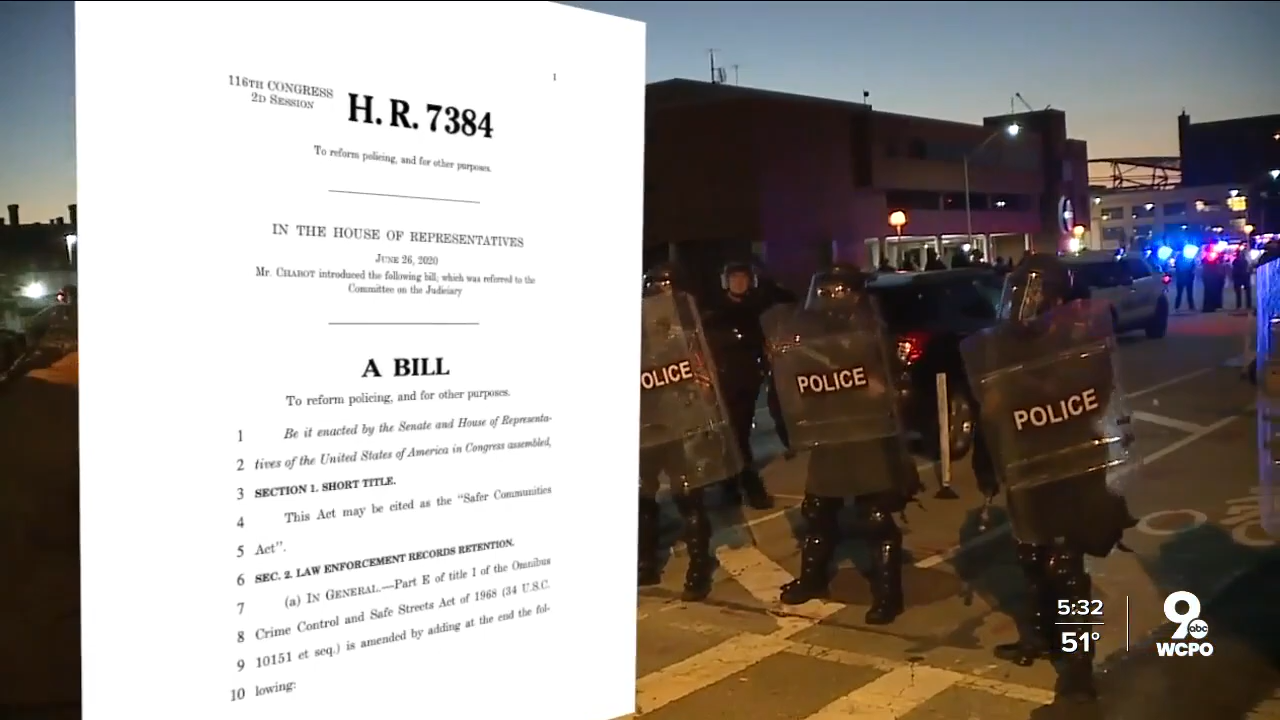 1
116TH CONGRESS
2D SESSION
H. R. 7384
To reform policing, and for other purposes.
IN THE HOUSE OF REPRESENTATIVES
JUNE 26, 2020
Mr. CHABOT introduced the following bill; which was referred to the
Committee on the Judiciary
A BILL
To reform policing, and for other purposes.
1 Be it enacted by the Senate and House of Representa-
2 tives of the United States of America in Congress assembled,
3 SECTION 1. SHORT TITLE.
4 This Act may be cited as the “Safer Communities
5 Act”.
6 SEC. 2. LAW ENFORCEMENT RECORDS RETENTION.
7 (a) IN GENERAL.—Part E of title I of the Omnibus
8 Crime Control and Safe Streets Act of 1968 (34 U.S.C.
9 10151 et seq.) is amended by adding at the end the fol-
10 lowing:
OLICE
POLICE
POLICE
5:32
51°
9
abc
WCPO